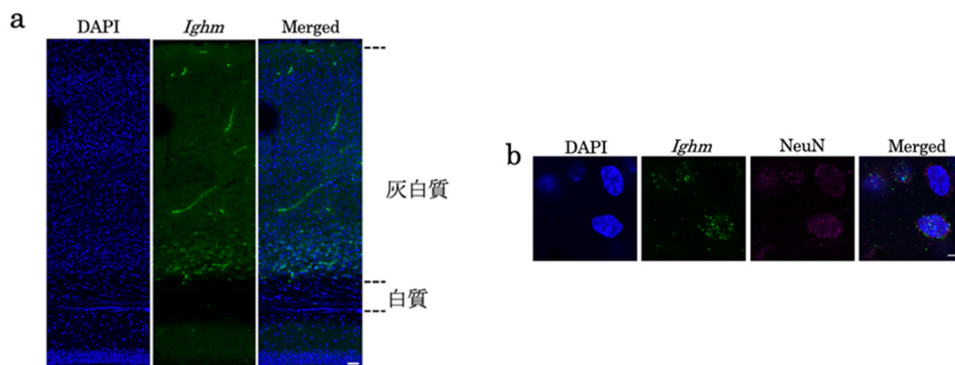 a
DAPI Ighm Merged
灰白質
白質
b
DAPI Ighm NeuN Merged